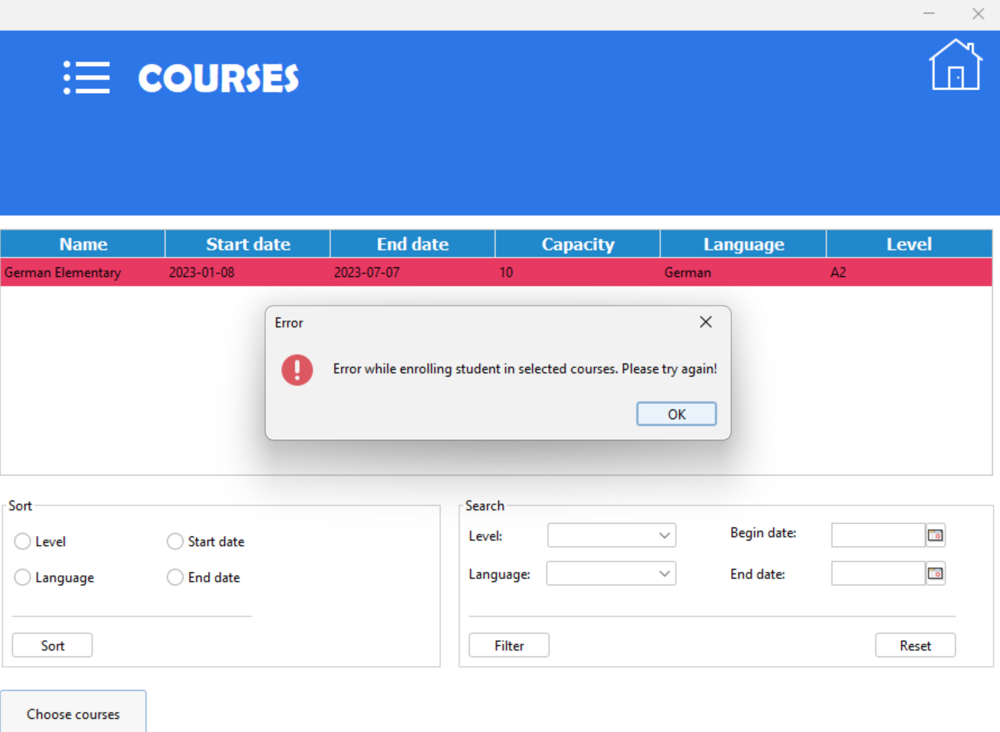 COURSES
Name Start date End date Capacity Language Level
German Elementary 2023-01-08 2023-07-07 10 German A2
Error
Error while enrolling student in selected courses. Please try again!
OK
Sort
Level Start date
Language End date
Sort
Search
Level: Begin date:
Language: End date:
Filter Reset
Choose courses